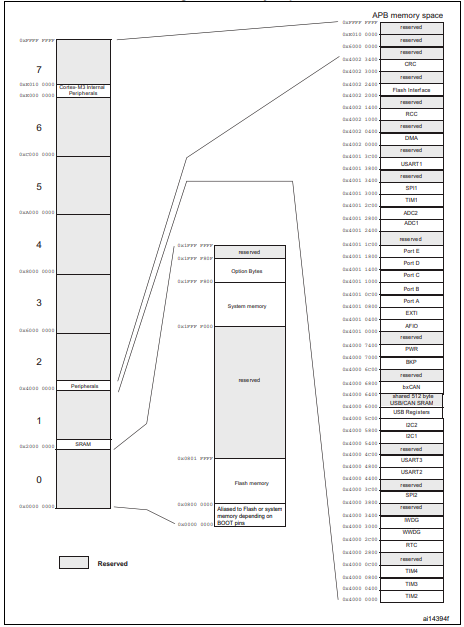 0xFFFF FFFF
7
0xE010 0000
Cortex-M3 Internal
Peripherals
0xE000 0000
6
0xC000 0000
5
0xA000 0000
4
0x8000 0000
3
0x6000 0000
2
Peripherals
0x4000 0000
1
SRAM
0x2000 0000
0
0x0000 0000
Reserved
0x1FFF FFFF
reserved
0x1FFF F80F
Option Bytes
0x1FFF F800
System memory
0x1FFF F000
reserved
0x0801 FFFF
Flash memory
0x0800 0000
Aliased to Flash or system
memory depending on
BOOT pins
0x0000 0000
APB memory space
0xFFFF FFFF
reserved
0xE010 0000
reserved
0x6000 0000
reserved
0x4002 3400
CRC
0x4002 3000
reserved
0x4002 2400
Flash Interface
0x4002 2000
reserved
0x4002 1400
RCC
0x4002 1000
reserved
0x4002 0400
DMA
0x4002 0000
reserved
0x4001 3C00
USART1
0x4001 3800
reserved
0x4001 3400
SPI1
0x4001 3000
TIM1
0x4001 2C00
ADC2
0x4001 2800
ADC1
0x4001 2400
reserved
0x4001 1C00
Port E
0x4001 1800
Port D
0x4001 1400
Port C
0x4001 1000
Port B
0x4001 0C00
Port A
0x4001 0800
EXTI
0x4001 0400
AFIO
0x4001 0000
reserved
0x4000 7400
PWR
0x4000 7000
BKP
0x4000 6C00
reserved
0x4000 6800
bxCAN
0x4000 6400
shared 512 byte
USB/CAN SRAM
0x4000 6000
USB Registers
0x4000 5C00
I2C2
0x4000 5800
I2C1
0x4000 5400
reserved
0x4000 4C00
USART3
0x4000 4800
USART2
0x4000 4400
reserved
0x4000 3C00
SPI2
0x4000 3800
reserved
0x4000 3400
IWDG
0x4000 3000
WWDG
0x4000 2C00
RTC
0x4000 2800
reserved
0x4000 0C00
TIM4
0x4000 0800
TIM3
0x4000 0400
TIM2
0x4000 0000
ai14394f